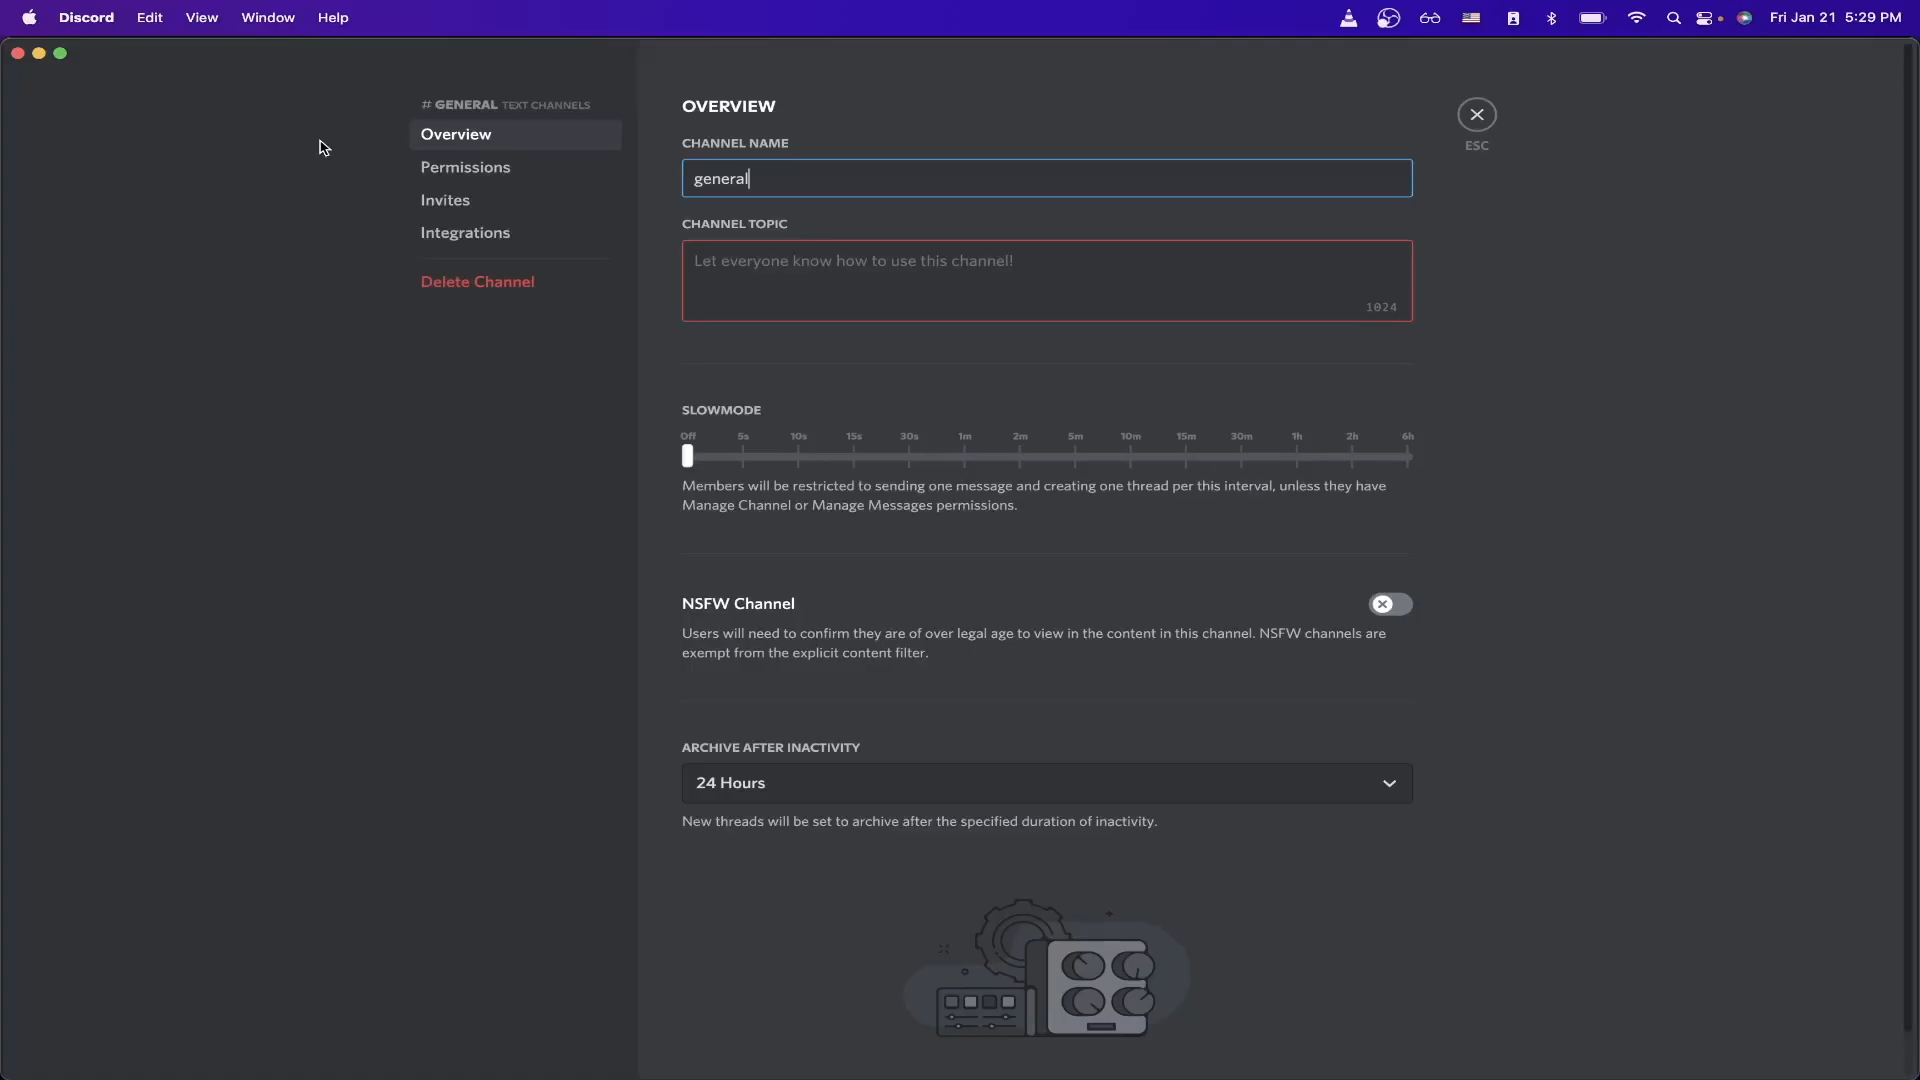 Discord Edit View Window Help
Fri Jan 21 5:29 PM
# GENERAL TEXT CHANNELS
Overview
Permissions
Invites
Integrations
Delete Channel
OVERVIEW
CHANNEL NAME
general
ESC
CHANNEL TOPIC
Let everyone know how to use this channel!
1024
SLOWMODE
Off 5s 10s 15s 30s 1m 2m 5m 10m 15m 30m 1h 2h 6h
Members will be restricted to sending one message and creating one thread per this interval, unless they have
Manage Channel or Manage Messages permissions.
NSFW Channel
Users will need to confirm they are of over legal age to view in the content in this channel. NSFW channels are
exempt from the explicit content filter.
ARCHIVE AFTER INACTIVITY
24 Hours
New threads will be set to archive after the specified duration of inactivity.